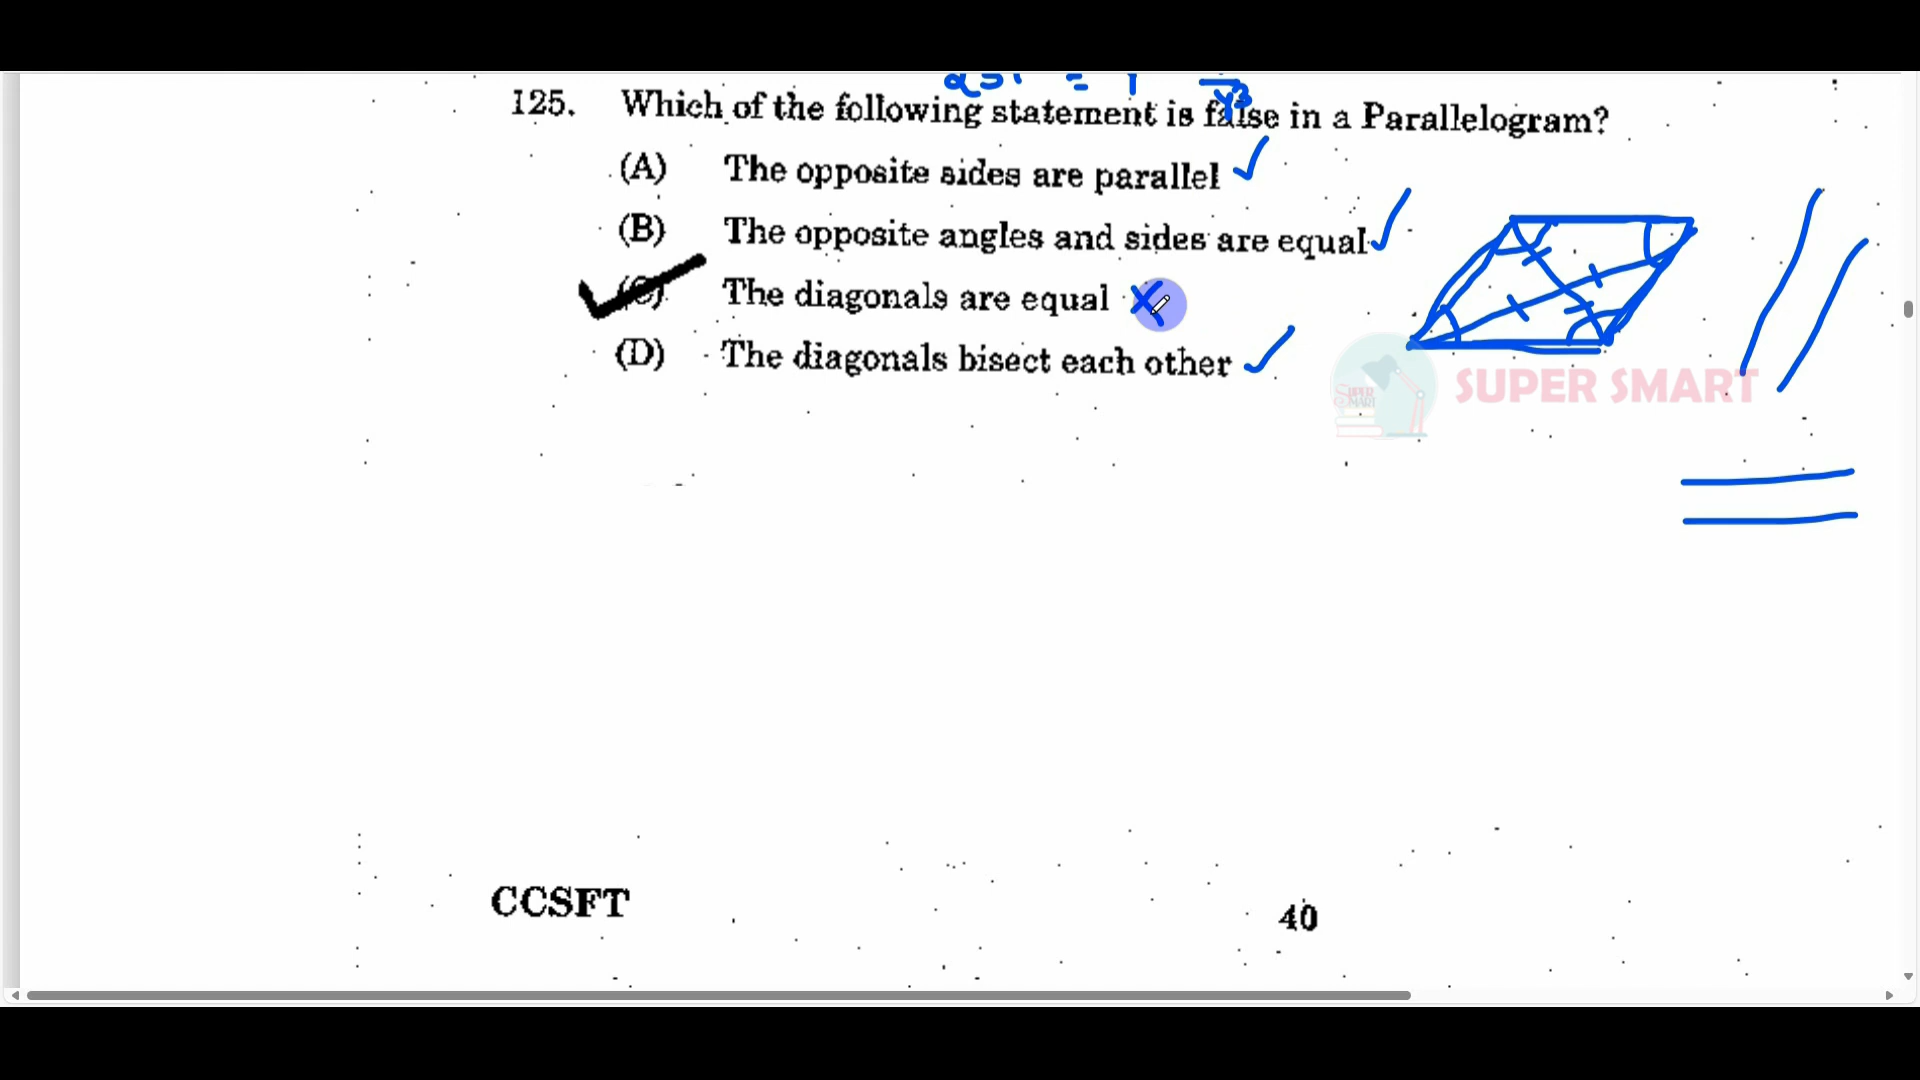 125. Which of the following statement is false in a Parallelogram?
(A) The opposite sides are parallel
(B) The opposite angles and sides are equal
(C) The diagonals are equal
(D) The diagonals bisect each other
SUPER SMART
CCSFT 40